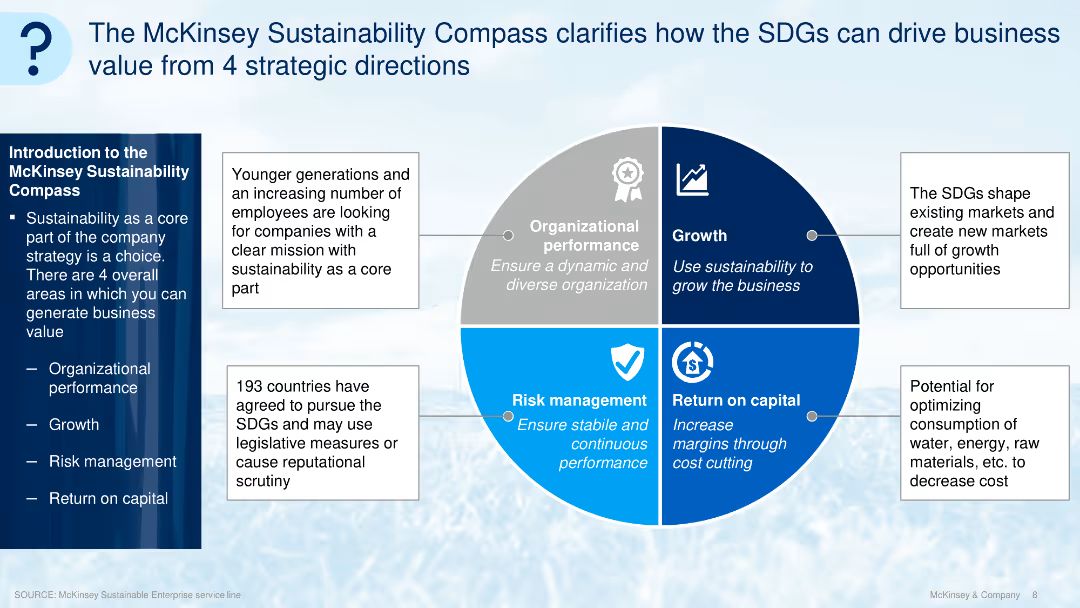 ?
The McKinsey Sustainability Compass clarifies how the SDGs can drive business
value from 4 strategic directions
Introduction to the
McKinsey Sustainability
Compass
▪ Sustainability as a core
part of the company
strategy is a choice.
There are 4 overall
areas in which you can
generate business
value
– Organizational
performance
– Growth
– Risk management
– Return on capital
Younger generations and
an increasing number of
employees are looking
for companies with a
clear mission with
sustainability as a core
part
Organizational
performance
Ensure a dynamic and
diverse organization
Growth
Use sustainability to
grow the business
The SDGs shape
existing markets and
create new markets
full of growth
opportunities
193 countries have
agreed to pursue the
SDGs and may use
legislative measures or
cause reputational
scrutiny
Risk management
Ensure stabile and
continuous
performance
$
Return on capital
Increase
margins through
cost cutting
Potential for
optimizing
consumption of
water, energy, raw
materials, etc. to
decrease cost
SOURCE: McKinsey Sustainable Enterprise service line
McKinsey & Company 8